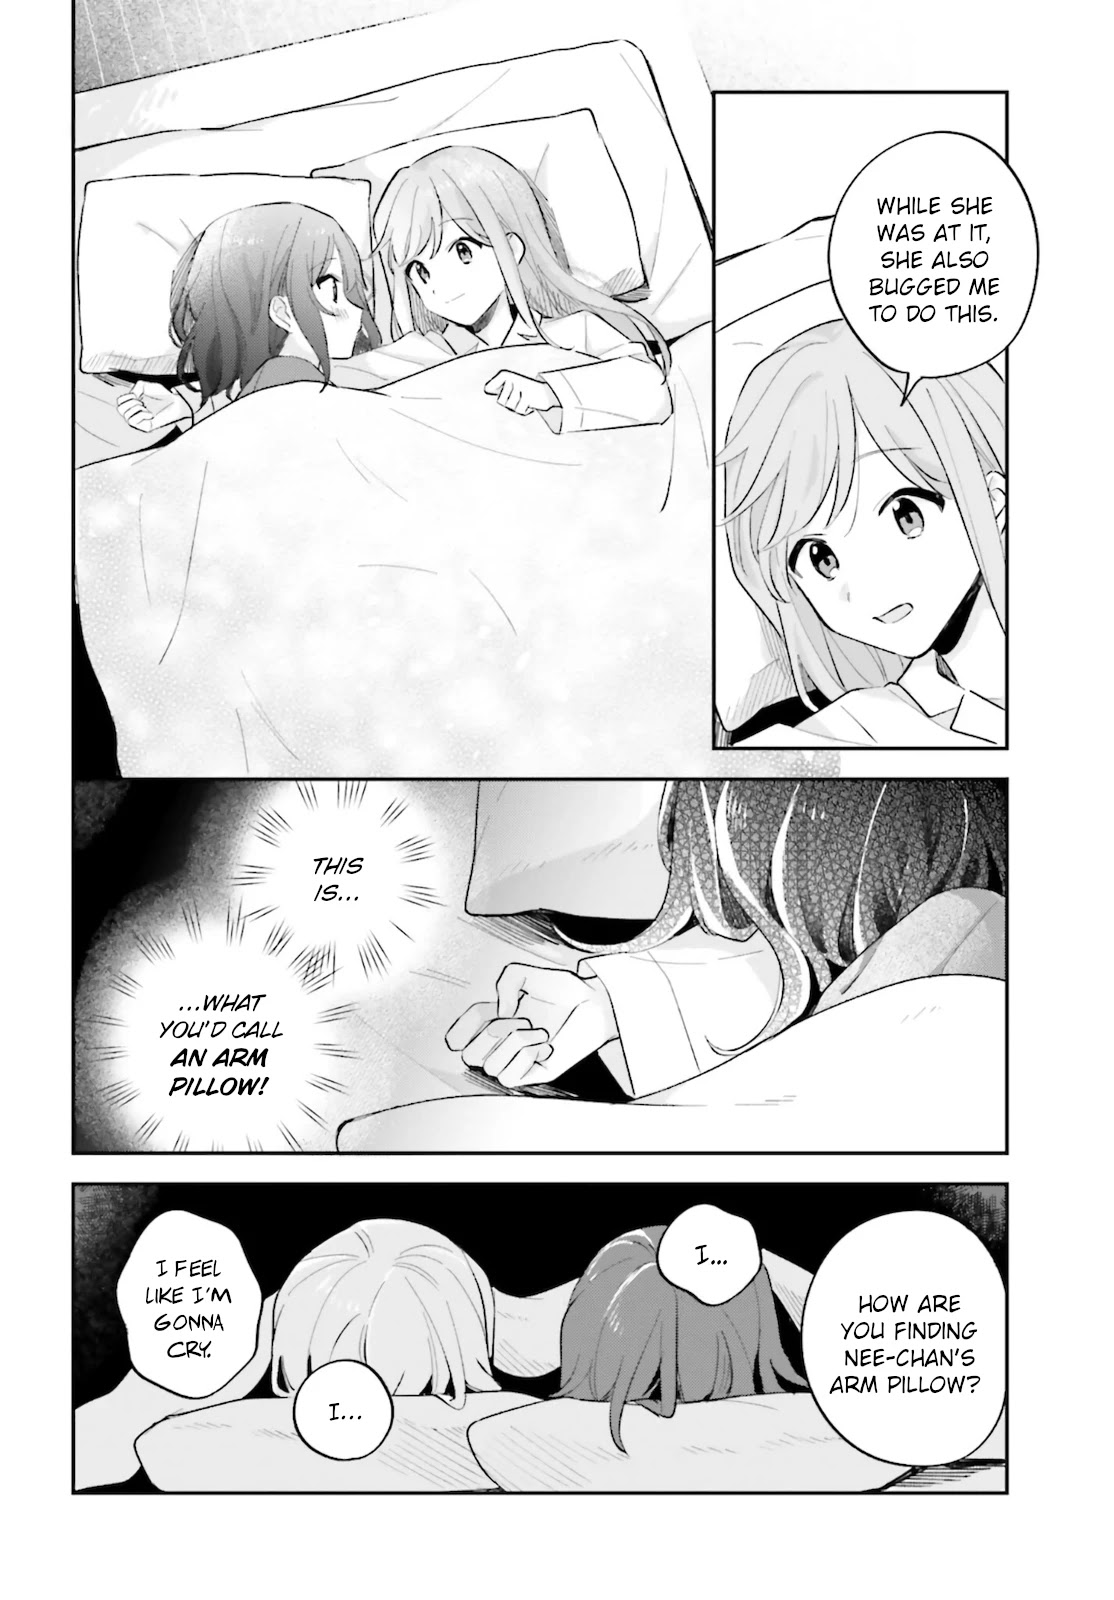 WHILE SHE
WAS AT IT,
SHE ALSO
BUGGED ME
TO DO THIS.
THIS
IS...
...WHAT
YOU'D CALL
AN ARM
PILLOW!
HOW ARE
YOU FINDING
NEE-CHAN'S
ARM PILLOW?
I...
I...
I FEEL
LIKE I'M
GONNA
CRY.